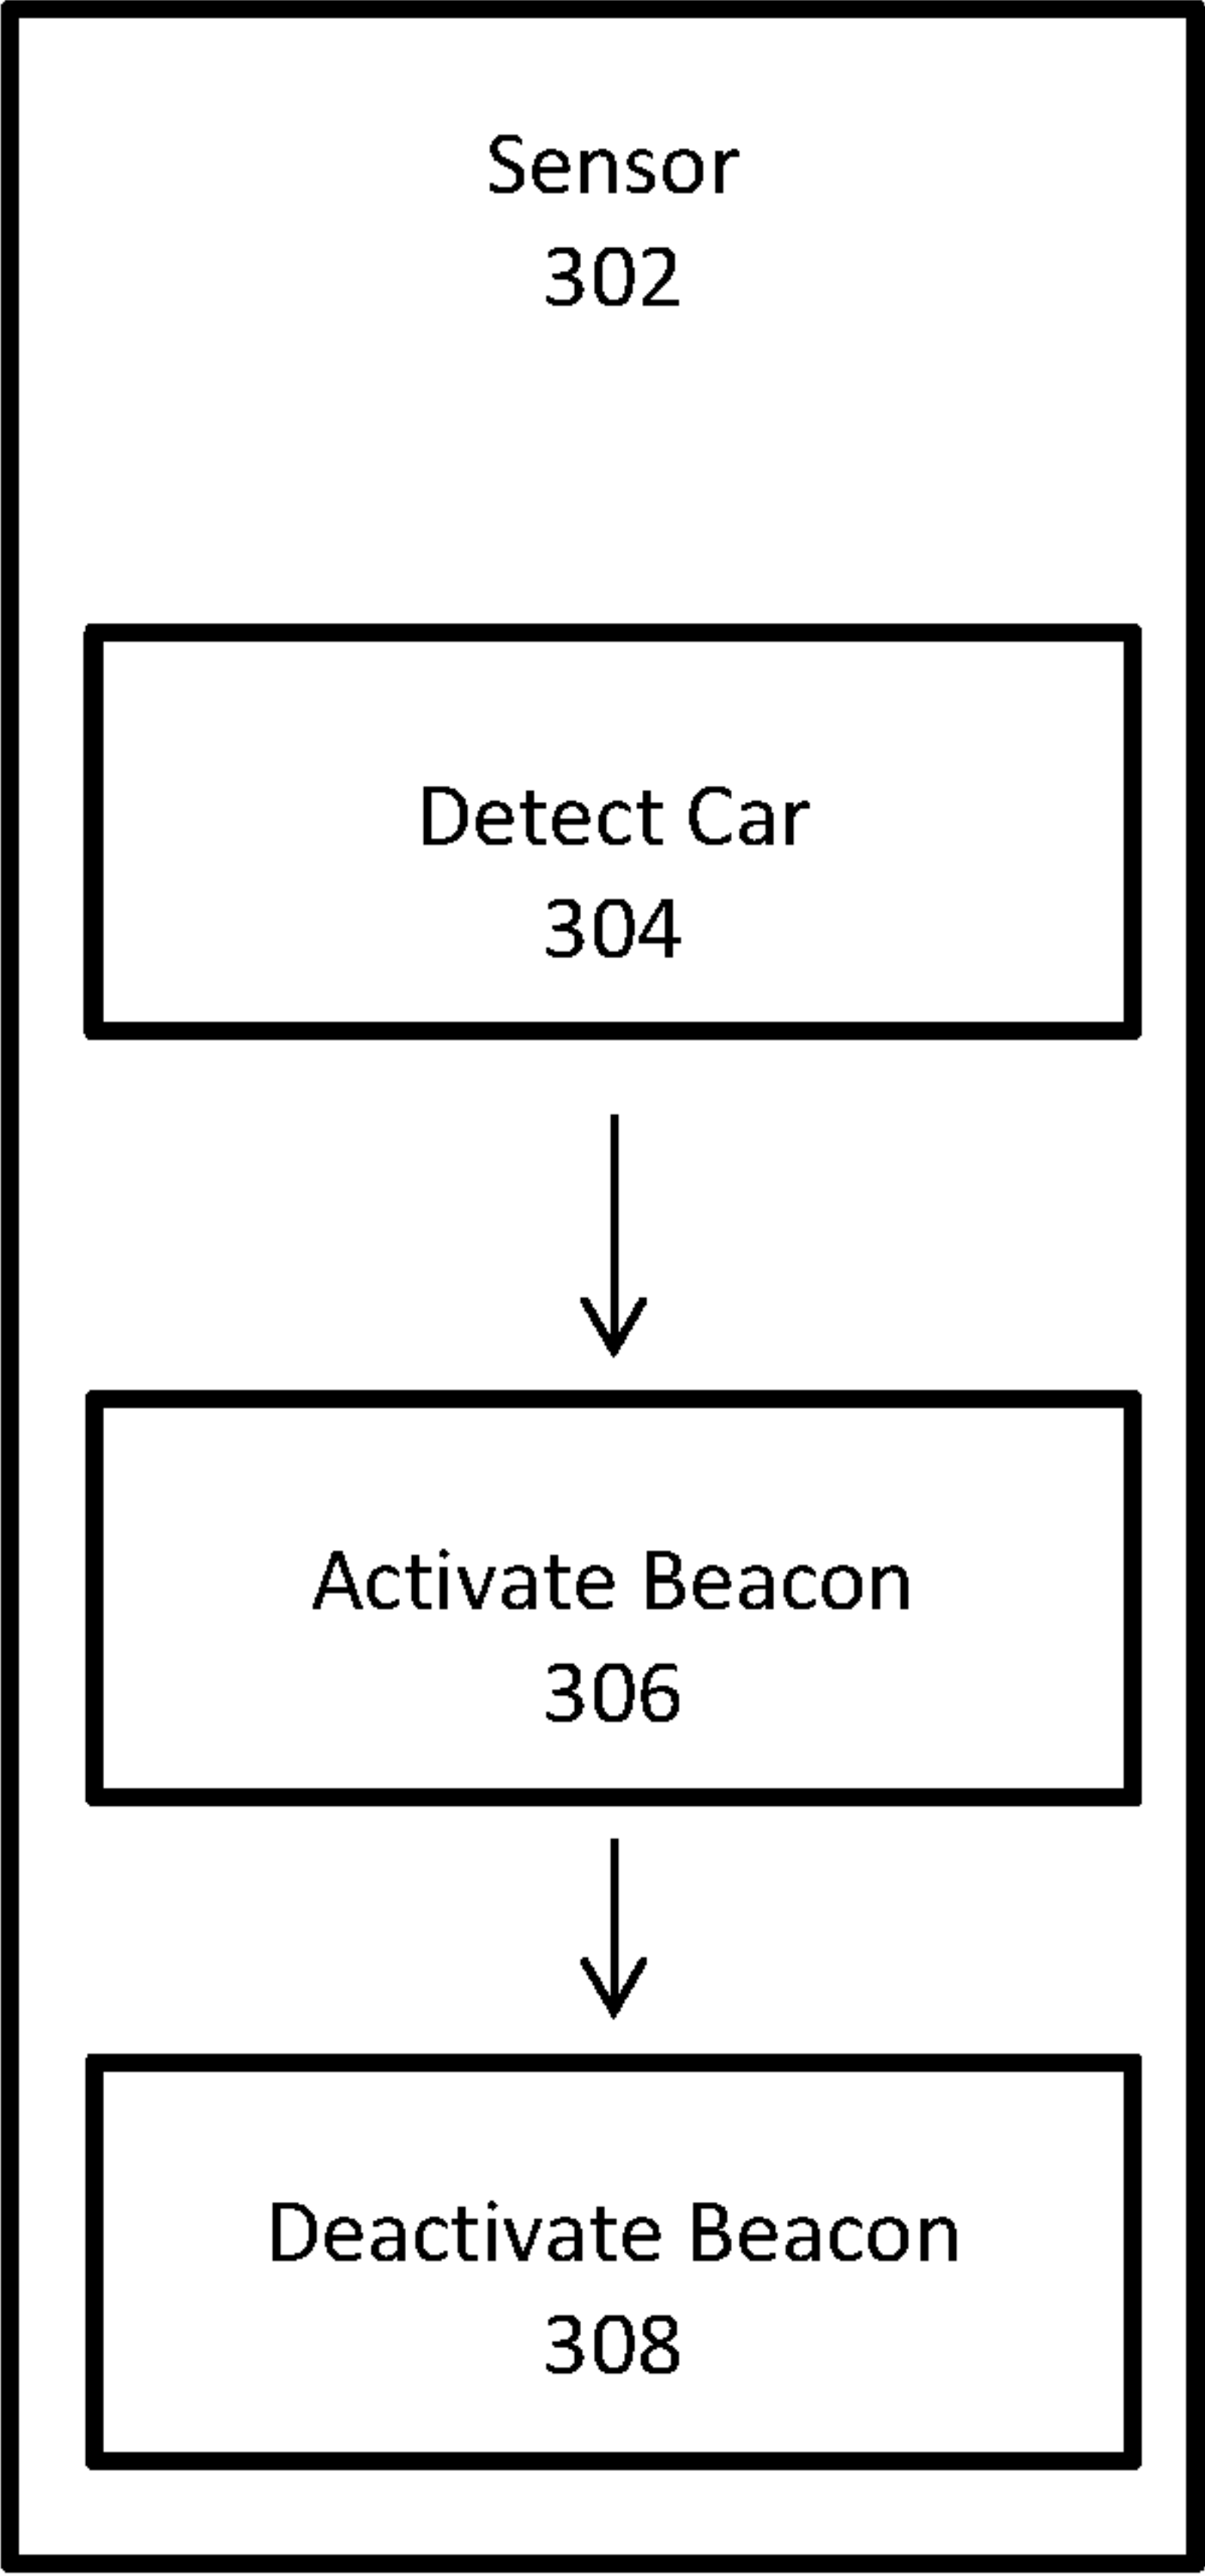 Sensor
302
Detect Car
304
Activate Beacon
306
Deactivate Beacon
308